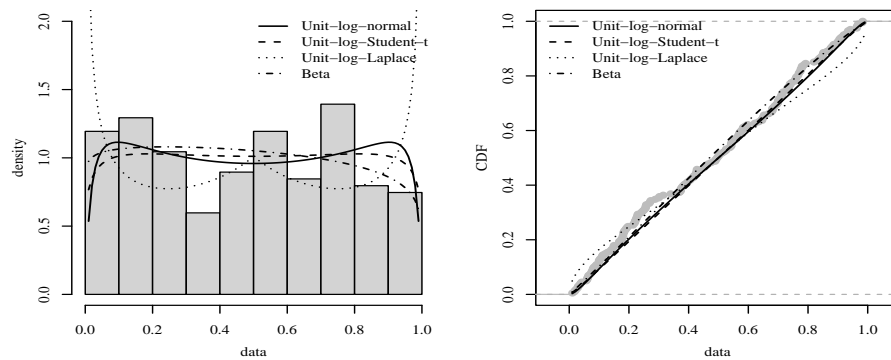 2.0
1.5
1.0
0.5
0.0
density
Unit−log−normal
Unit−log−Student−t
Unit−log−Laplace
Beta
0.0 0.2 0.4 0.6 0.8 1.0
data
1.0
0.8
0.6
0.4
0.2
0.0
CDF
Unit−log−normal
Unit−log−Student−t
Unit−log−Laplace
Beta
0.0 0.2 0.4 0.6 0.8 1.0
data